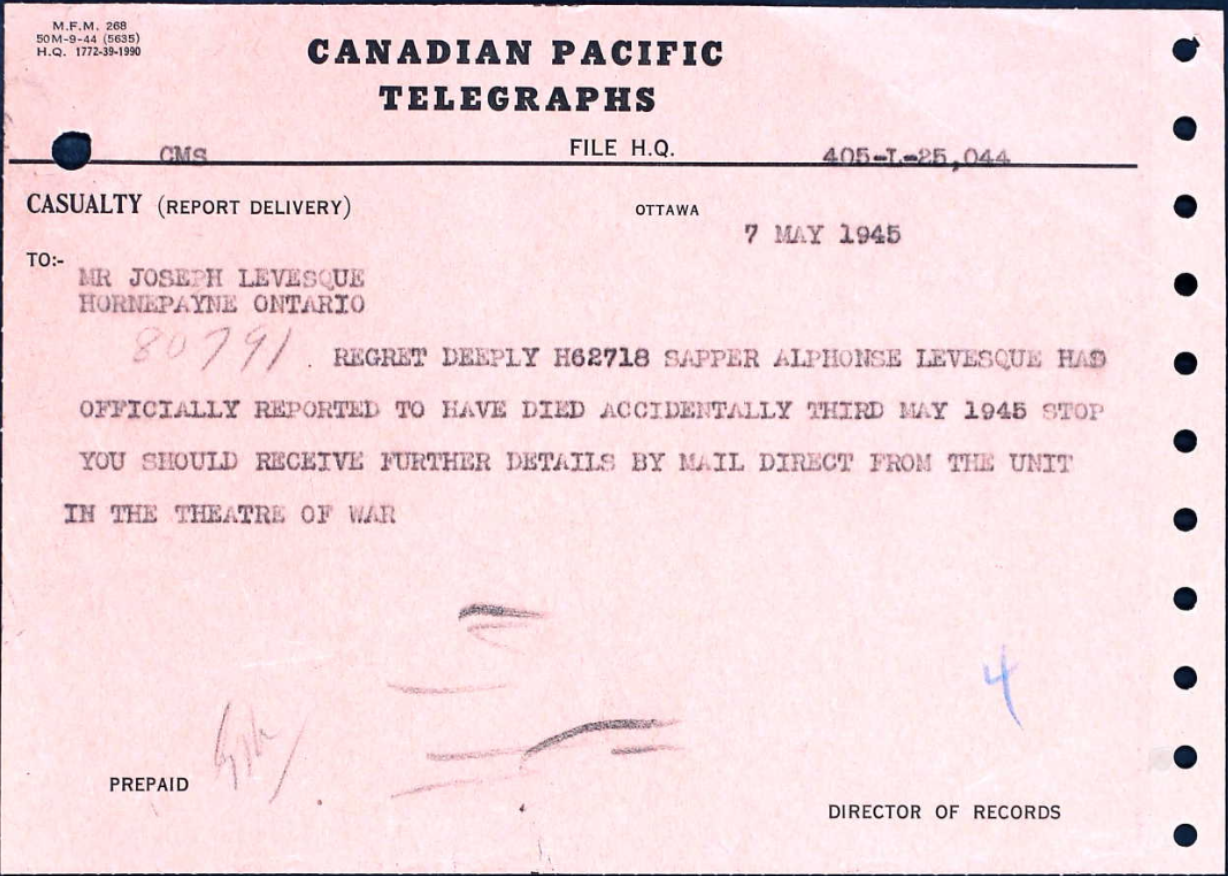 M.F.M. 268
50M-9-44 (5635)
H.Q. 1772-39-1990
CANADIAN PACIFIC
TELEGRAPHS
CMS FILE H.Q. 405-L-25,044
CASUALTY (REPORT DELIVERY) OTTAWA
7 MAY 1945
TO:-
MR JOSEPH LEVESQUE
HORNEPAYNE ONTARIO
80791
REGRET DEEPLY H62718 SAPPER ALPHONSE LEVESQUE HAS
OFFICIALLY REPORTED TO HAVE DIED ACCIDENTALLY THIRD MAY 1945 STOP
YOU SHOULD RECEIVE FURTHER DETAILS BY MAIL DIRECT FROM THE UNIT
IN THE THEATRE OF WAR
4
PREPAID
DIRECTOR OF RECORDS